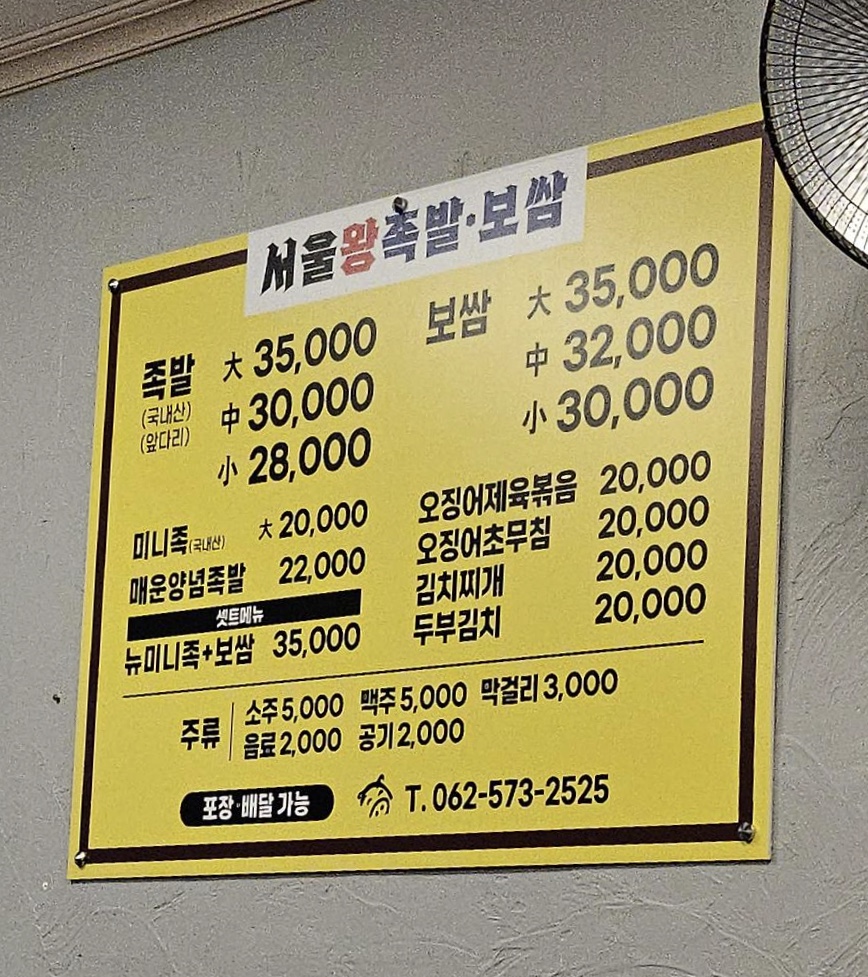 서울왕족발·보쌈
족발 大 35,000
(국내산) 中 30,000
(앞다리)
小 28,000
미니족(국내산) 大 20,000
매운양념족발 22,000
셋트메뉴
뉴미니족+보쌈 35,000
보쌈 大 35,000
中 32,000
小 30,000
오징어제육볶음 20,000
오징어초무침 20,000
김치찌개 20,000
두부김치 20,000
주류 소주 5,000 맥주 5,000 막걸리 3,000
음료 2,000 공기 2,000
포장·배달 가능 T. 062-573-2525